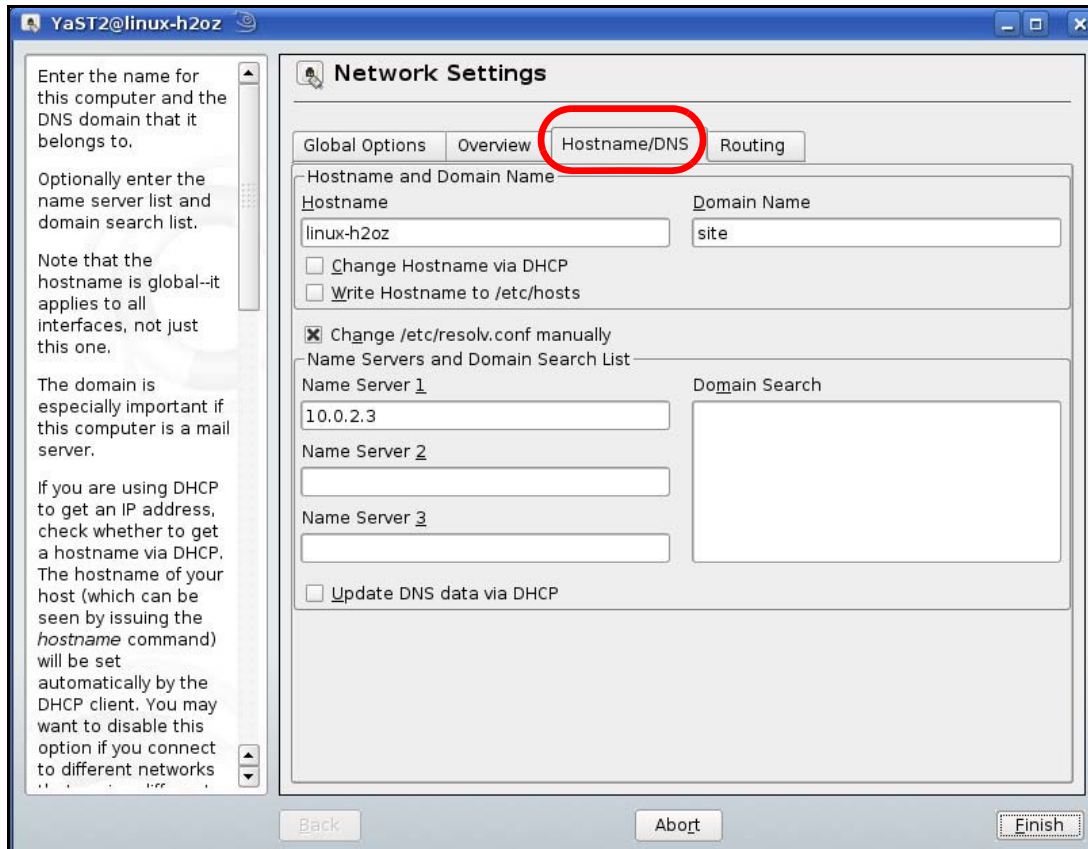 YaST2@linux-h2oz
Enter the name for
this computer and the
DNS domain that it
belongs to.
Optionally enter the
name server list and
domain search list.
Note that the
hostname is global--it
applies to all
interfaces, not just
this one.
The domain is
especially important if
this computer is a mail
server.
If you are using DHCP
to get an IP address,
check whether to get
a hostname via DHCP.
The hostname of your
host (which can be
seen by issuing the
hostname command)
will be set
automatically by the
DHCP client. You may
want to disable this
option if you connect
to different networks
Network Settings
Global Options Overview Hostname/DNS Routing
Hostname and Domain Name
Hostname Domain Name
linux-h2oz site
Change Hostname via DHCP
Write Hostname to /etc/hosts
Change /etc/resolv.conf manually
Name Servers and Domain Search List
Name Server 1 Domain Search
10.0.2.3
Name Server 2
Name Server 3
Update DNS data via DHCP
Back Abort Finish